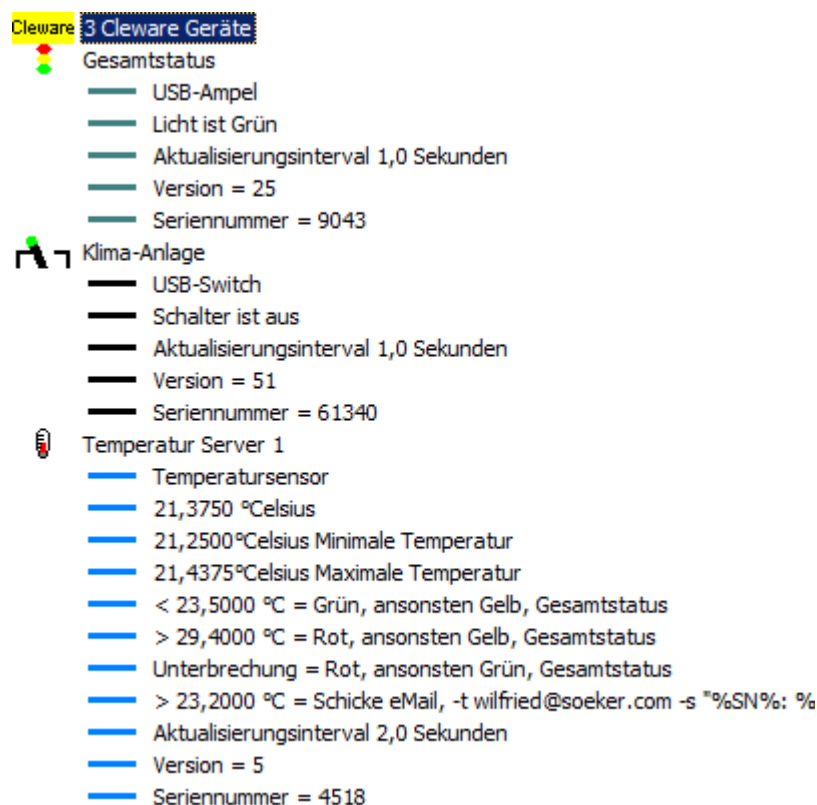 Cleware 3 Cleware Geräte
Gesamtstatus
USB-Ampel
Licht ist Grün
Aktualisierungsinterval 1,0 Sekunden
Version = 25
Seriennummer = 9043
Klima-Anlage
USB-Switch
Schalter ist aus
Aktualisierungsinterval 1,0 Sekunden
Version = 51
Seriennummer = 61340
Temperatur Server 1
Temperatursensor
21,3750 °Celsius
21,2500°Celsius Minimale Temperatur
21,4375°Celsius Maximale Temperatur
< 23,5000 °C = Grün, ansonsten Gelb, Gesamtstatus
> 29,4000 °C = Rot, ansonsten Gelb, Gesamtstatus
Unterbrechung = Rot, ansonsten Grün, Gesamtstatus
> 23,2000 °C = Schicke eMail, -t wilfried@soeker.com -s "%SN%: %
Aktualisierungsinterval 2,0 Sekunden
Version = 5
Seriennummer = 4518